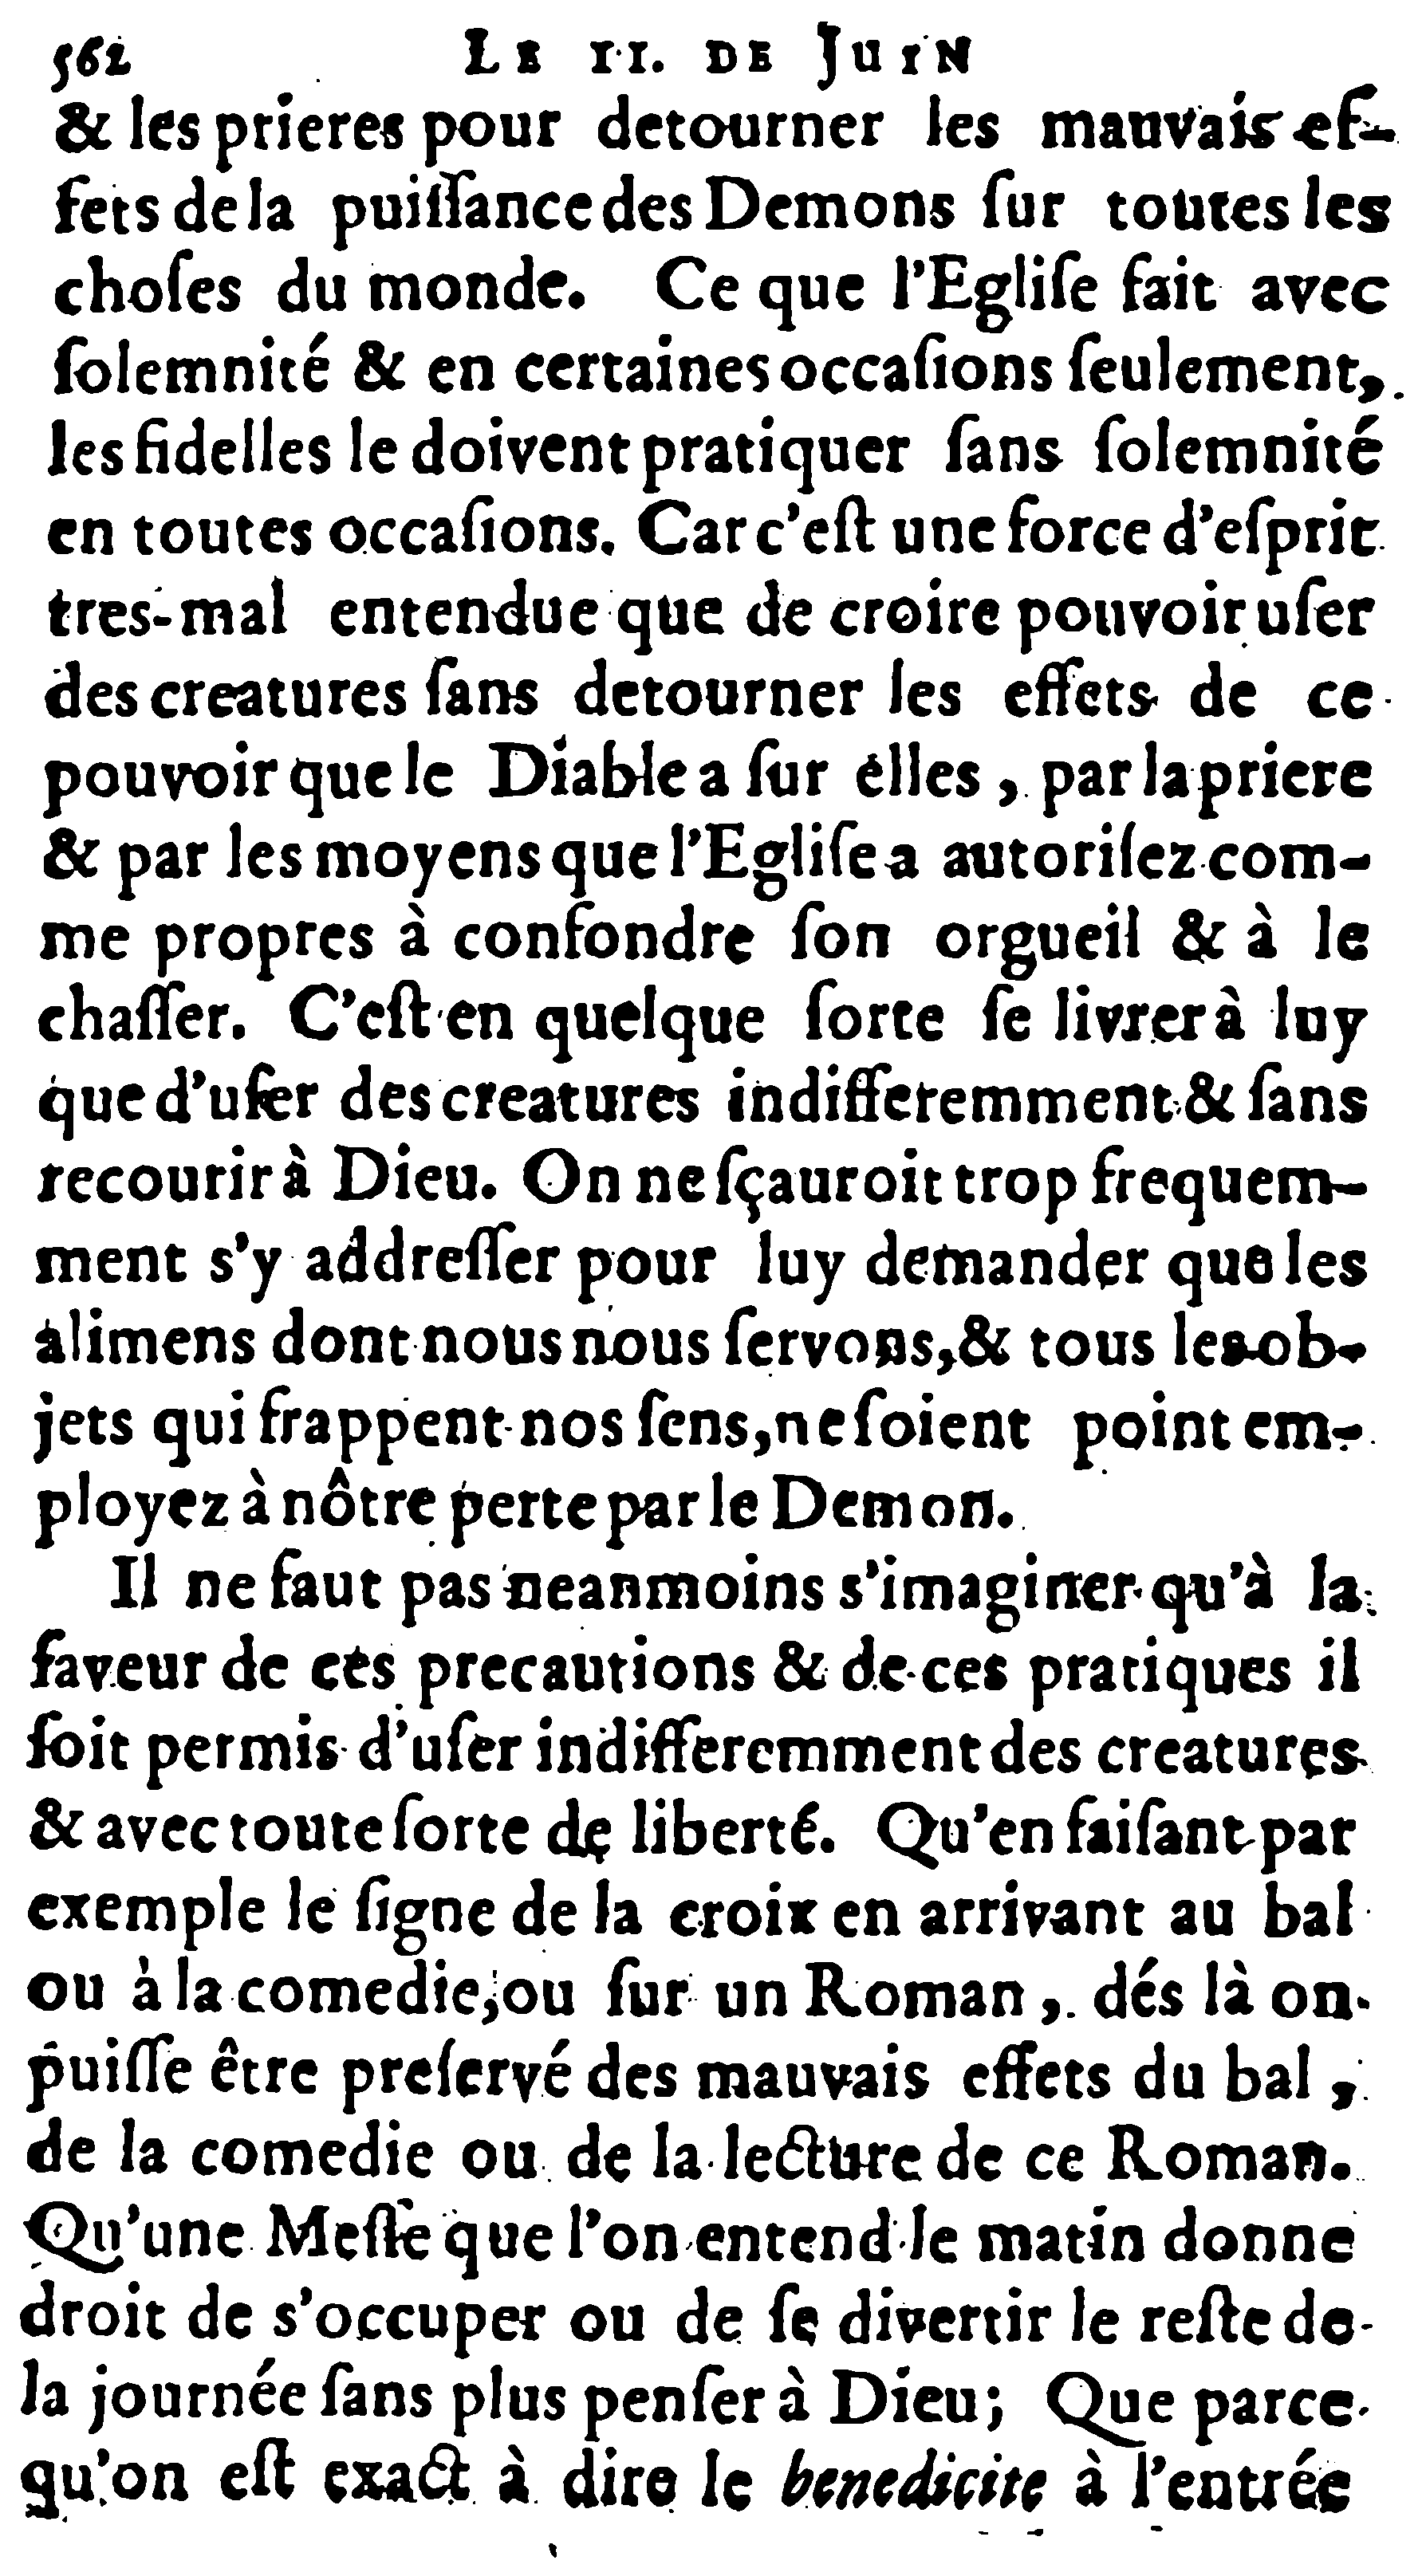 562 LE II. DE JUIN
& les prieres pour detourner les mauvais ef-
fets de la puiſſance des Demons ſur toutes les
choſes du monde. Ce que l'Egliſe fait avec
ſolemnité & en certaines occaſions ſeulement,
les fidelles le doivent pratiquer ſans ſolemnité
en toutes occaſions. Car c'eſt une force d'eſprit
tres-mal entendue que de croire pouvoir uſer
des creatures ſans detourner les effets de ce
pouvoir que le Diable a ſur elles, par la priere
& par les moyens que l'Egliſe a autoriſez com-
me propres à confondre ſon orgueil & à le
chaſſer. C'eſt en quelque ſorte ſe livrer à luy
que d'uſer des creatures indifferemment & ſans
recourir à Dieu. On ne ſçauroit trop frequem-
ment s'y addreſſer pour luy demander que les
alimens dont nous nous ſervons, & tous les ob-
jets qui frappent nos ſens, ne ſoient point em-
ployez à nôtre perte par le Demon.
Il ne faut pas neanmoins s'imaginer qu'à la
faveur de ces precautions & de ces pratiques il
ſoit permis d'uſer indifferemment des creatures
& avec toute ſorte de liberté. Qu'en faiſant par
exemple le ſigne de la croix en arrivant au bal
ou à la comedie, ou ſur un Roman, dés là on
puiſſe être preſervé des mauvais effets du bal,
de la comedie ou de la lecture de ce Roman.
Qu'une Meſſe que l'on entend le matin donne
droit de s'occuper ou de ſe divertir le reſte de
la journée ſans plus penſer à Dieu; Que parce
qu'on eſt exact à dire le benedicite à l'entrée